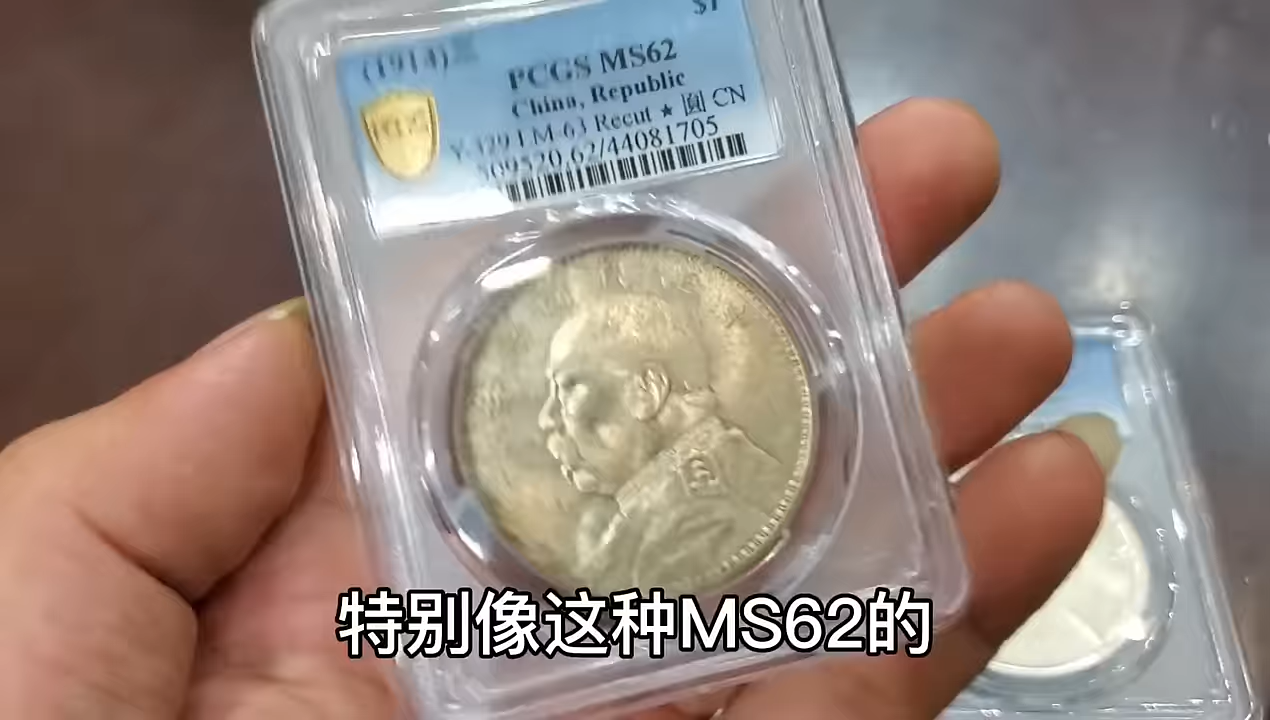 $1
(1914)
PCGS MS62
China, Republic
Y-329 LM-63 Recut ★ 圓 CN
509520.62/44081705
特别像这种MS62的